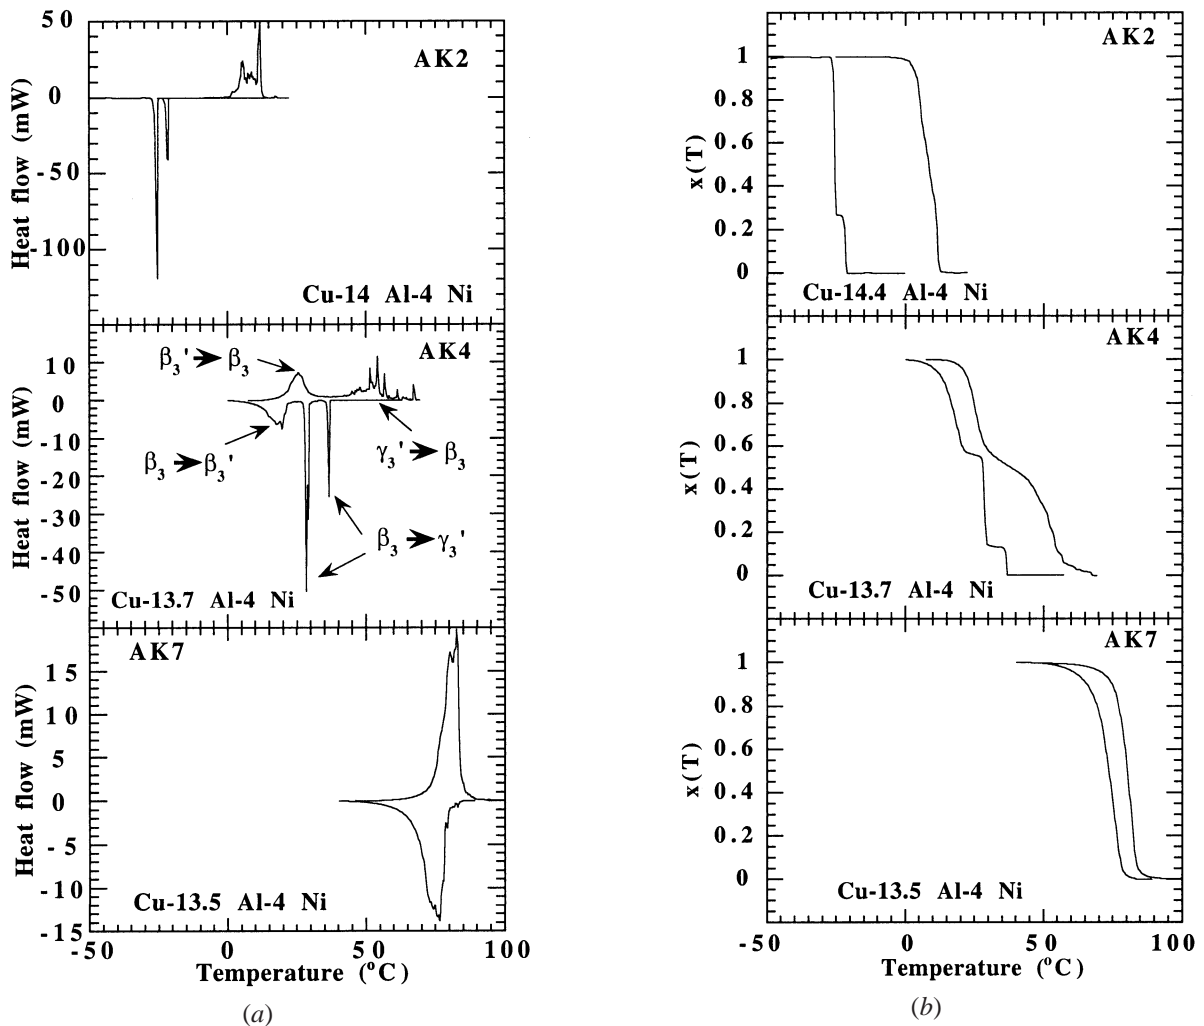 50
AK2
0
-50
-100
Heat flow (mW)
Cu-14 Al-4 Ni
AK4
β₃' ➔ β₃
10
0
-10
-20
-30
-40
-50
Heat flow (mW)
γ₃' ➔ β₃
β₃ ➔ β₃'
β₃ ➔ γ₃'
Cu-13.7 Al-4 Ni
AK7
15
10
5
0
-5
-10
-15
Heat flow (mW)
Cu-13.5 Al-4 Ni
-50 0 50 100
Temperature (°C)
(a)
AK2
1
0.8
0.6
0.4
0.2
0
x(T)
Cu-14.4 Al-4 Ni
AK4
1
0.8
0.6
0.4
0.2
0
x(T)
Cu-13.7 Al-4 Ni
AK7
1
0.8
0.6
0.4
0.2
0
x(T)
Cu-13.5 Al-4 Ni
-50 0 50 100
Temperature (°C)
(b)